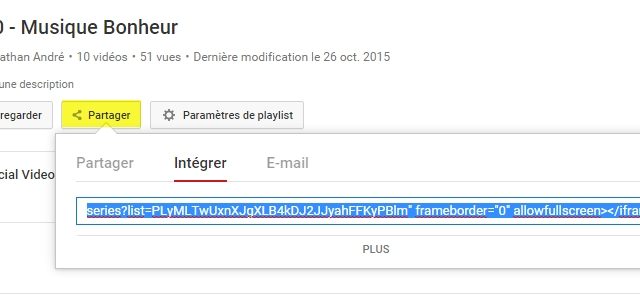 0 - Musique Bonheur
athan André • 10 vidéos • 51 vues • Dernière modification le 26 oct. 2015
une description
regarder Partager Paramètres de playlist
Partager Intégrer E-mail
cial Video
series?list=PLyMLTwUxnXJgXLB4kDJ2JJyahFFKyPBlm" frameborder="0" allowfullscreen></ifra
PLUS